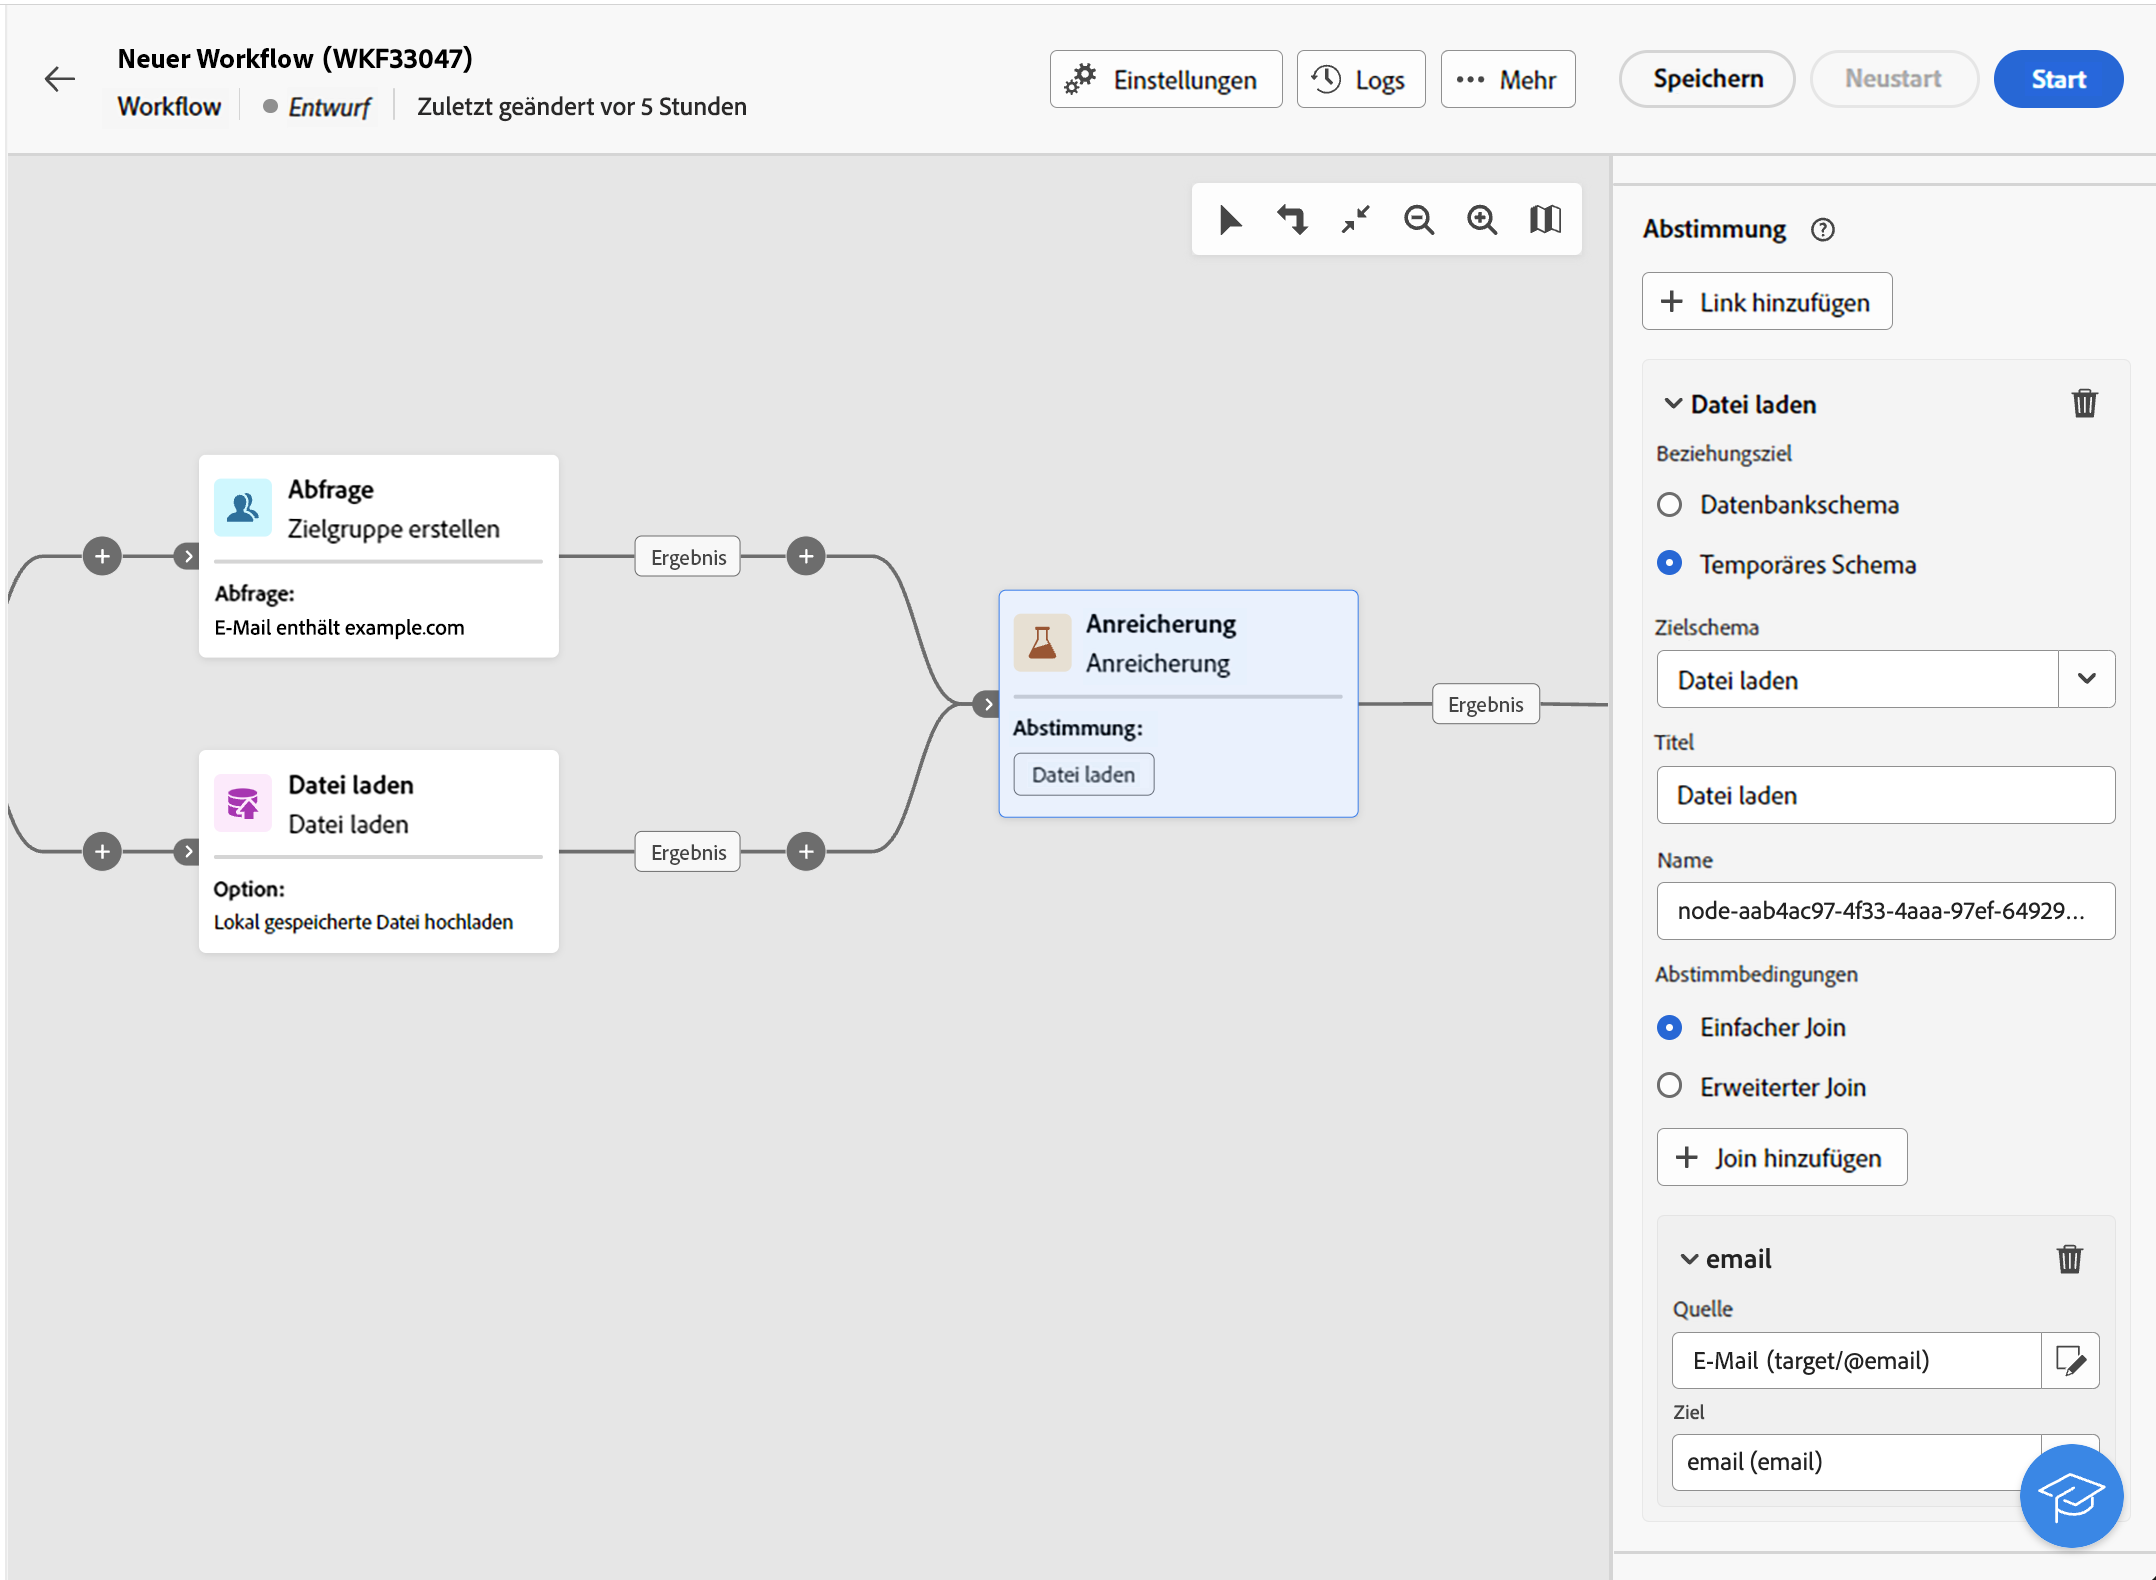 Neuer Workflow (WKF33047)
Workflow
Entwurf
Zuletzt geändert vor 5 Stunden
Einstellungen
Logs
Mehr
Speichern
Neustart
Start
Abfrage
Zielgruppe erstellen
Abfrage:
E-Mail enthält example.com
Ergebnis
Datei laden
Datei laden
Option:
Lokal gespeicherte Datei hochladen
Ergebnis
Anreicherung
Anreicherung
Abstimmung:
Datei laden
Ergebnis
Abstimmung
Link hinzufügen
Datei laden
Beziehungsziel
Datenbankschema
Temporäres Schema
Zielschema
Datei laden
Titel
Datei laden
Name
node-aab4ac97-4f33-4aaa-97ef-64929...
Abstimmbedingungen
Einfacher Join
Erweiterter Join
Join hinzufügen
email
Quelle
E-Mail (target/@email)
Ziel
email (email)